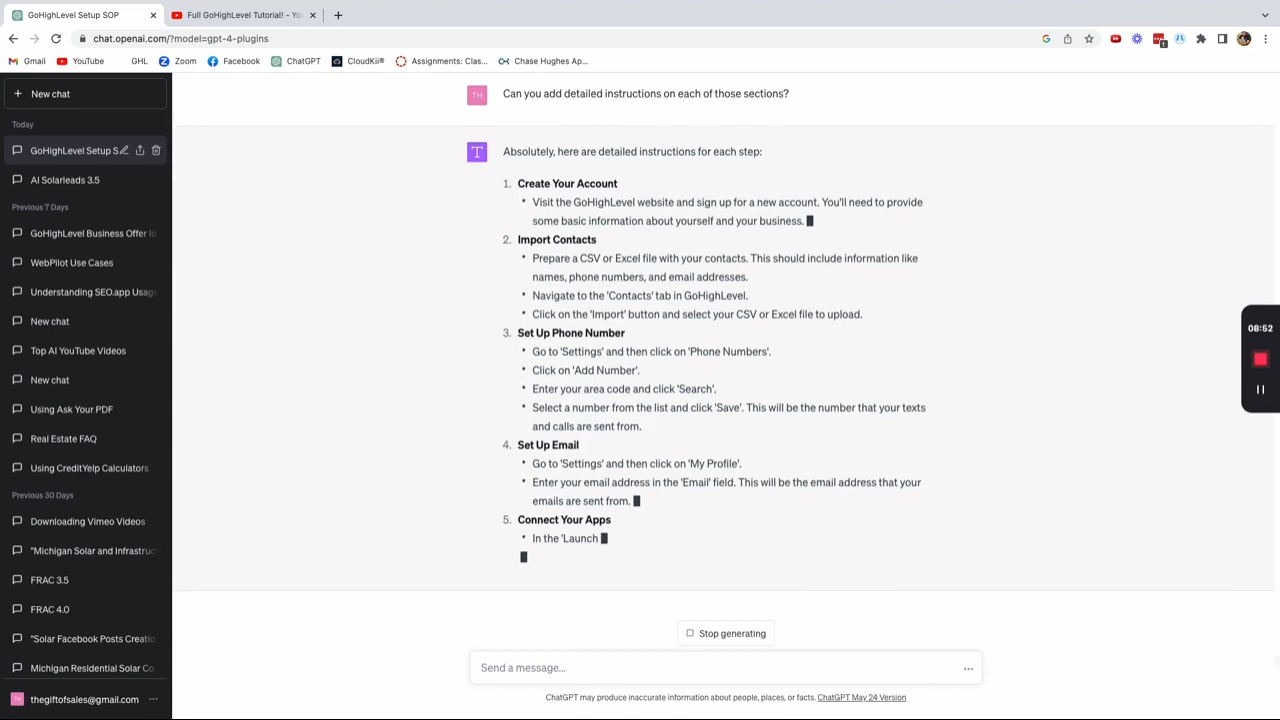 GoHighLevel Setup SOP
Full GoHighLevel Tutorial! - Yo
chat.openai.com/?model=gpt-4-plugins
Gmail
YouTube
GHL
Zoom
Facebook
ChatGPT
CloudKii®
Assignments: Clas...
Chase Hughes Ap...
New chat
Today
GoHighLevel Setup S
AI Solarleads 3.5
Previous 7 Days
GoHighLevel Business Offer Id
WebPilot Use Cases
Understanding SEO.app Usage
New chat
Top AI YouTube Videos
New chat
Using Ask Your PDF
Real Estate FAQ
Using CreditYelp Calculators
Previous 30 Days
Downloading Vimeo Videos
"Michigan Solar and Infrastruc
FRAC 3.5
FRAC 4.0
"Solar Facebook Posts Creatio
Michigan Residential Solar Co
TH
thegiftofsales@gmail.com
TH
Can you add detailed instructions on each of those sections?
T
Absolutely, here are detailed instructions for each step:
1. Create Your Account
• Visit the GoHighLevel website and sign up for a new account. You'll need to provide
some basic information about yourself and your business.
2. Import Contacts
• Prepare a CSV or Excel file with your contacts. This should include information like
names, phone numbers, and email addresses.
• Navigate to the 'Contacts' tab in GoHighLevel.
• Click on the 'Import' button and select your CSV or Excel file to upload.
3. Set Up Phone Number
• Go to 'Settings' and then click on 'Phone Numbers'.
• Click on 'Add Number'.
• Enter your area code and click 'Search'.
• Select a number from the list and click 'Save'. This will be the number that your texts
and calls are sent from.
4. Set Up Email
• Go to 'Settings' and then click on 'My Profile'.
• Enter your email address in the 'Email' field. This will be the email address that your
emails are sent from.
5. Connect Your Apps
• In the 'Launch
Stop generating
Send a message...
ChatGPT may produce inaccurate information about people, places, or facts. ChatGPT May 24 Version
08:52
1